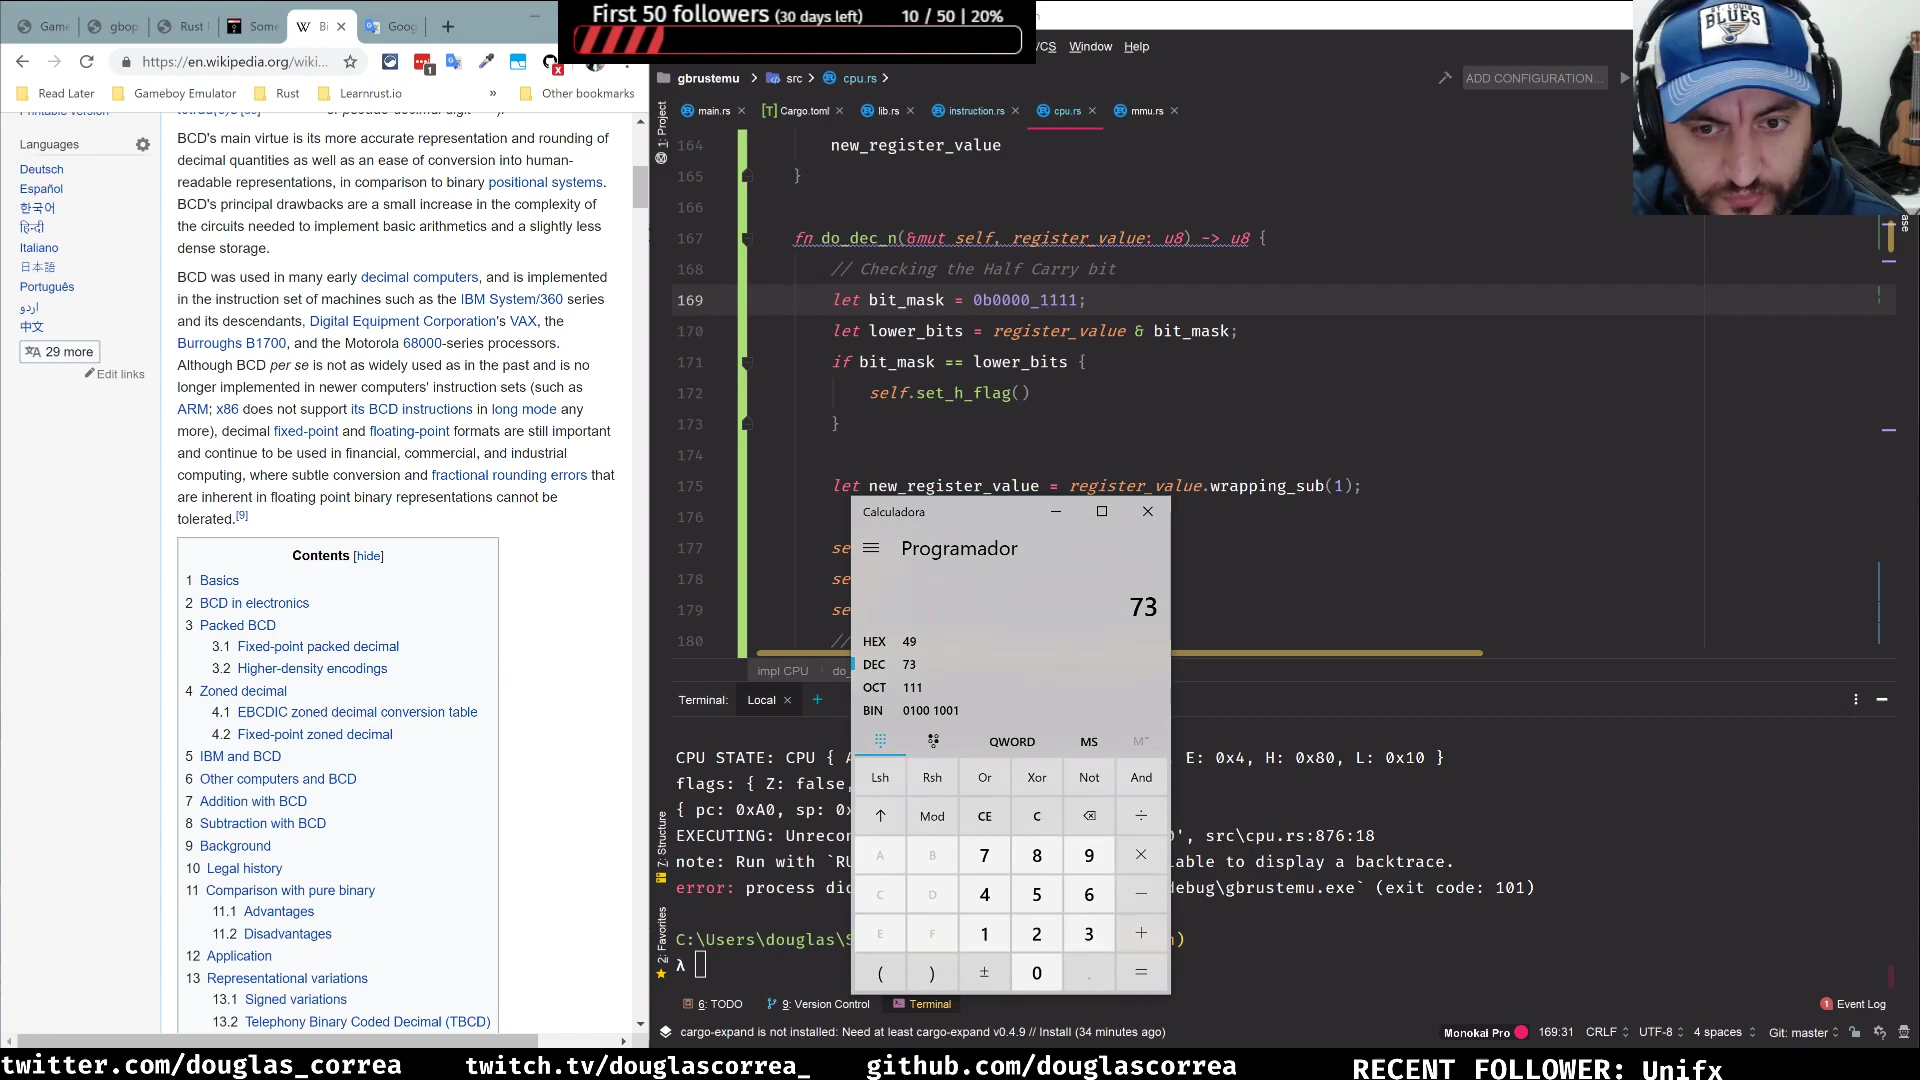 Game
gbop
Rust
Some
W Bi
Goog
First 50 followers (30 days left) 10 / 50 | 20%
https://en.wikipedia.org/wiki...
Read Later
Gameboy Emulator
Rust
Learnrust.io
»
Other bookmarks
VCS Window Help
gbrustemu src cpu.rs
ADD CONFIGURATION...
main.rs
Cargo.toml
lib.rs
instruction.rs
cpu.rs
mmu.rs
Printable version
Languages
Deutsch
Español
한국어
हिन्दी
Italiano
日本語
Português
اردو
中文
29 more
Edit links
BCD's main virtue is its more accurate representation and rounding of
decimal quantities as well as an ease of conversion into human-
readable representations, in comparison to binary positional systems.
BCD's principal drawbacks are a small increase in the complexity of
the circuits needed to implement basic arithmetics and a slightly less
dense storage.
BCD was used in many early decimal computers, and is implemented
in the instruction set of machines such as the IBM System/360 series
and its descendants, Digital Equipment Corporation's VAX, the
Burroughs B1700, and the Motorola 68000-series processors.
Although BCD per se is not as widely used as in the past and is no
longer implemented in newer computers' instruction sets (such as
ARM; x86 does not support its BCD instructions in long mode any
more), decimal fixed-point and floating-point formats are still important
and continue to be used in financial, commercial, and industrial
computing, where subtle conversion and fractional rounding errors that
are inherent in floating point binary representations cannot be
tolerated.[9]
Contents [hide]
1 Basics
2 BCD in electronics
3 Packed BCD
3.1 Fixed-point packed decimal
3.2 Higher-density encodings
4 Zoned decimal
4.1 EBCDIC zoned decimal conversion table
4.2 Fixed-point zoned decimal
5 IBM and BCD
6 Other computers and BCD
7 Addition with BCD
8 Subtraction with BCD
9 Background
10 Legal history
11 Comparison with pure binary
11.1 Advantages
11.2 Disadvantages
12 Application
13 Representational variations
13.1 Signed variations
13.2 Telephony Binary Coded Decimal (TBCD)
1: Project
7: Structure
2: Favorites
164 new_register_value
165 }
166
167 fn do_dec_n(&mut self, register_value: u8) -> u8 {
168 // Checking the Half Carry bit
169 let bit_mask = 0b0000_1111;
170 let lower_bits = register_value & bit_mask;
171 if bit_mask == lower_bits {
172 self.set_h_flag()
173 }
174
175 let new_register_value = register_value.wrapping_sub(1);
176
177 se
178 se
179 se
180 //
impl CPU
Calculadora
Programador
73
HEX 49
DEC 73
OCT 111
BIN 0100 1001
QWORD MS M
Lsh Rsh Or Xor Not And
↑ Mod CE C ÷
A B 7 8 9 ×
C D 4 5 6 −
E F 1 2 3 +
( ) ± 0 . =
Terminal: Local +
CPU STATE: CPU { A E: 0x4, H: 0x80, L: 0x10 }
flags: { Z: false,
{ pc: 0xA0, sp: 0x
EXECUTING: Unrecon ', src\cpu.rs:876:18
note: Run with `RU able to display a backtrace.
error: process did debug\gbrustemu.exe` (exit code: 101)
C:\Users\douglas\S )
λ
6: TODO
9: Version Control
Terminal
1 Event Log
cargo-expand is not installed: Need at least cargo-expand v0.4.9 // Install (34 minutes ago)
Monokai Pro 169:31 CRLF UTF-8 4 spaces Git: master
ST. LOUIS
BLUES
twitter.com/douglas_correa twitch.tv/douglascorrea_ github.com/douglascorrea RECENT FOLLOWER: Unifx